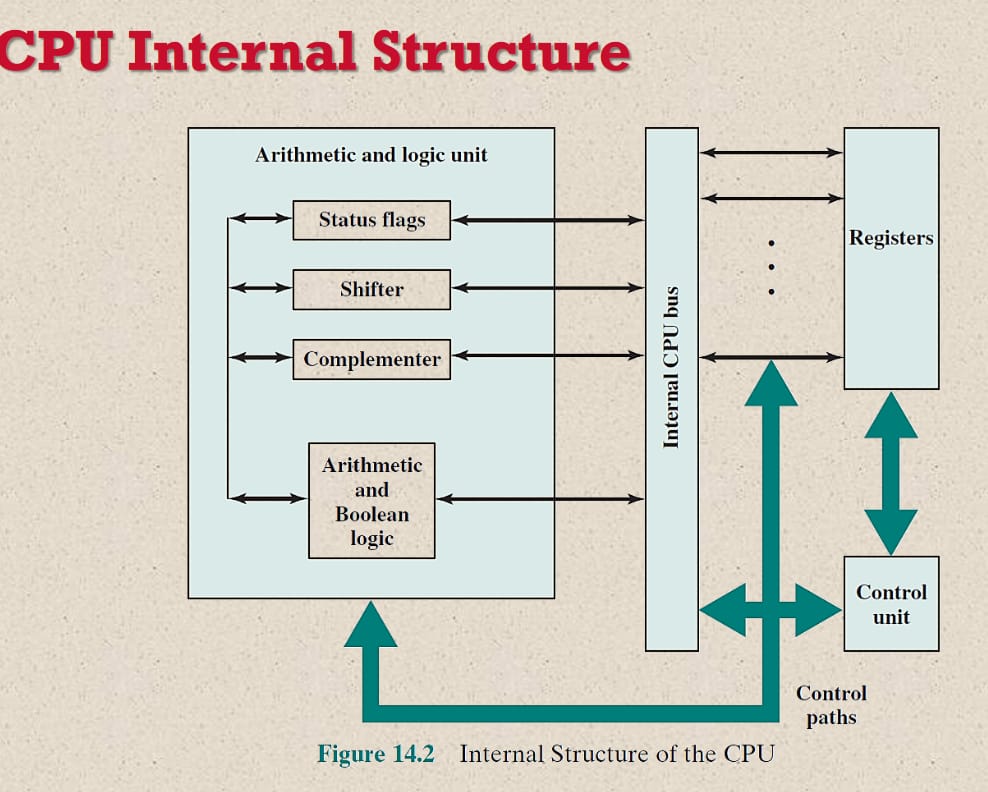 CPU Internal Structure
Arithmetic and logic unit
Status flags
Shifter
Complementer
Arithmetic
and
Boolean
logic
Internal CPU bus
Registers
Control
unit
Control
paths
Figure 14.2 Internal Structure of the CPU